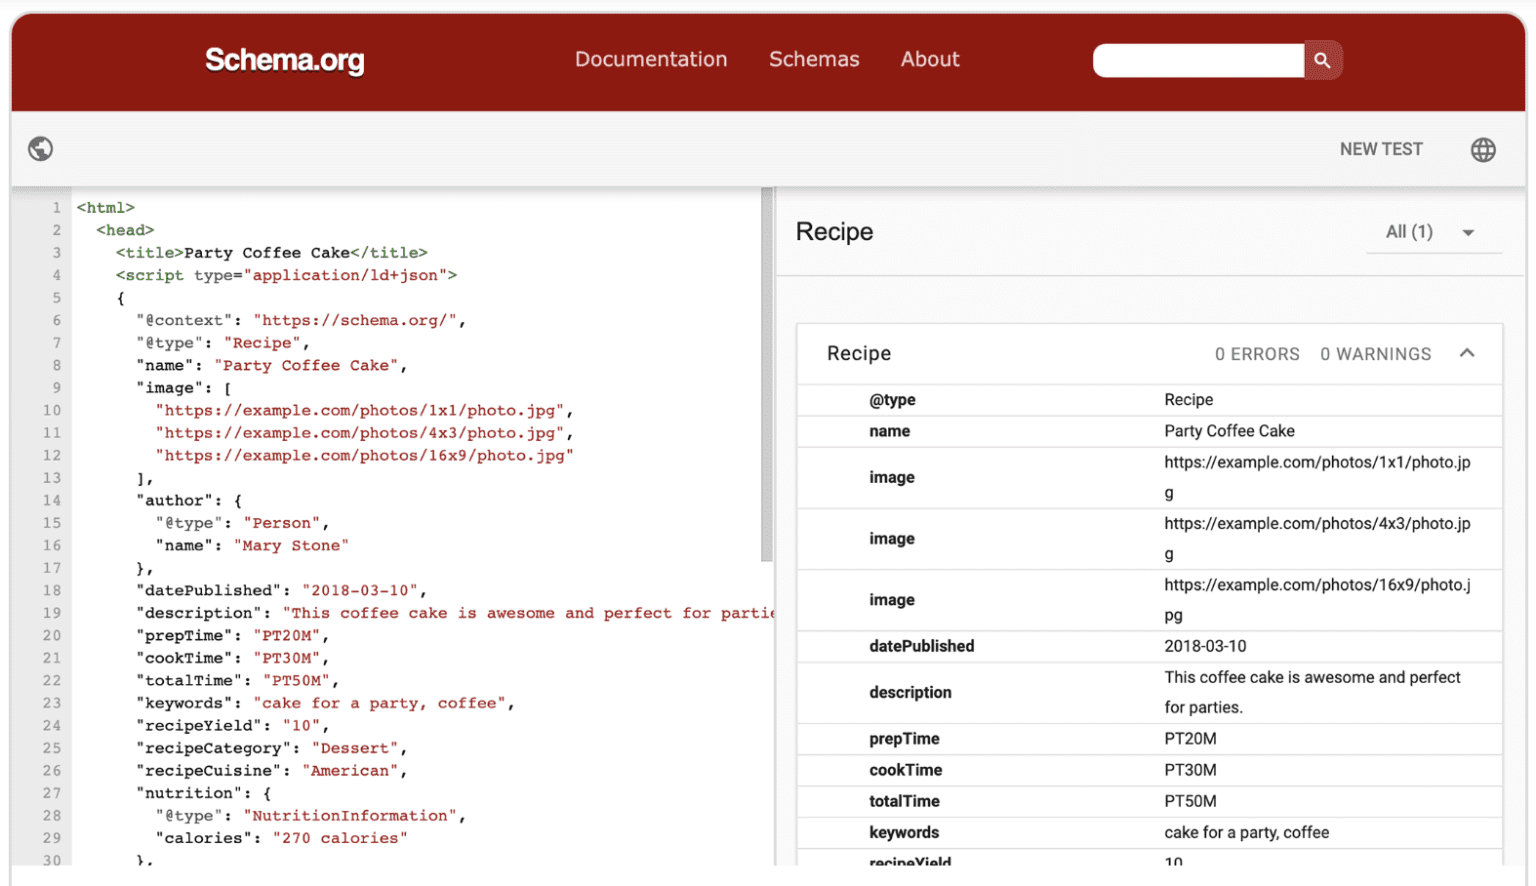 Schema.org
Documentation Schemas About
NEW TEST
1 <html>
2 <head>
3 <title>Party Coffee Cake</title>
4 <script type="application/ld+json">
5 {
6 "@context": "https://schema.org/",
7 "@type": "Recipe",
8 "name": "Party Coffee Cake",
9 "image": [
10 "https://example.com/photos/1x1/photo.jpg",
11 "https://example.com/photos/4x3/photo.jpg",
12 "https://example.com/photos/16x9/photo.jpg"
13 ],
14 "author": {
15 "@type": "Person",
16 "name": "Mary Stone"
17 },
18 "datePublished": "2018-03-10",
19 "description": "This coffee cake is awesome and perfect for partie
20 "prepTime": "PT20M",
21 "cookTime": "PT30M",
22 "totalTime": "PT50M",
23 "keywords": "cake for a party, coffee",
24 "recipeYield": "10",
25 "recipeCategory": "Dessert",
26 "recipeCuisine": "American",
27 "nutrition": {
28 "@type": "NutritionInformation",
29 "calories": "270 calories"
30 },
Recipe All (1)
Recipe 0 ERRORS 0 WARNINGS
@type Recipe
name Party Coffee Cake
image https://example.com/photos/1x1/photo.jp
g
image https://example.com/photos/4x3/photo.jp
g
image https://example.com/photos/16x9/photo.j
pg
datePublished 2018-03-10
description This coffee cake is awesome and perfect
for parties.
prepTime PT20M
cookTime PT30M
totalTime PT50M
keywords cake for a party, coffee
recipeYield 10